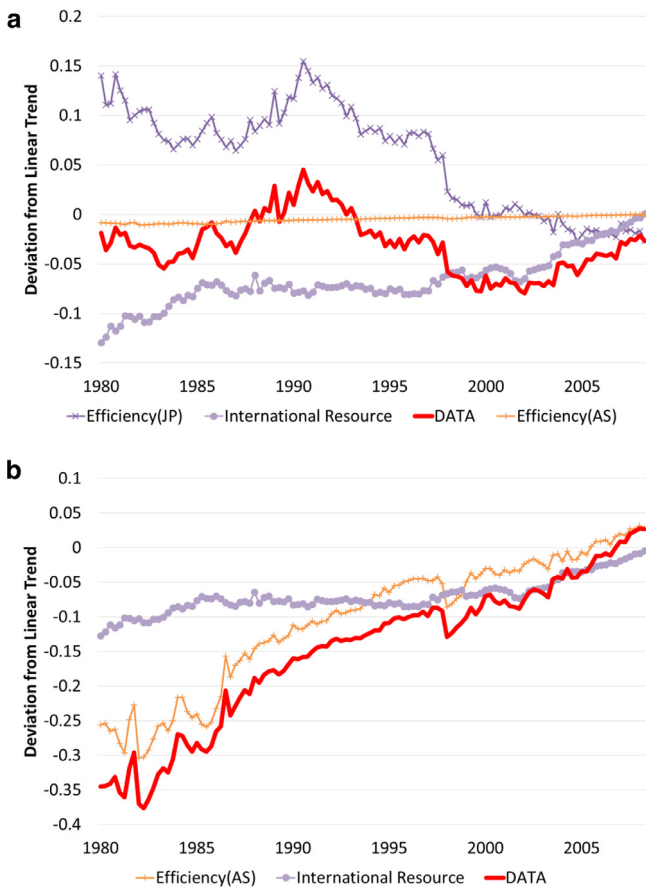 a
0.2
0.15
0.1
0.05
0
-0.05
-0.1
-0.15
Deviation from Linear Trend
1980 1985 1990 1995 2000 2005
Efficiency(JP) International Resource DATA Efficiency(AS)
b
0.1
0.05
0
-0.05
-0.1
-0.15
-0.2
-0.25
-0.3
-0.35
-0.4
Deviation from Linear Trend
1980 1985 1990 1995 2000 2005
Efficiency(AS) International Resource DATA